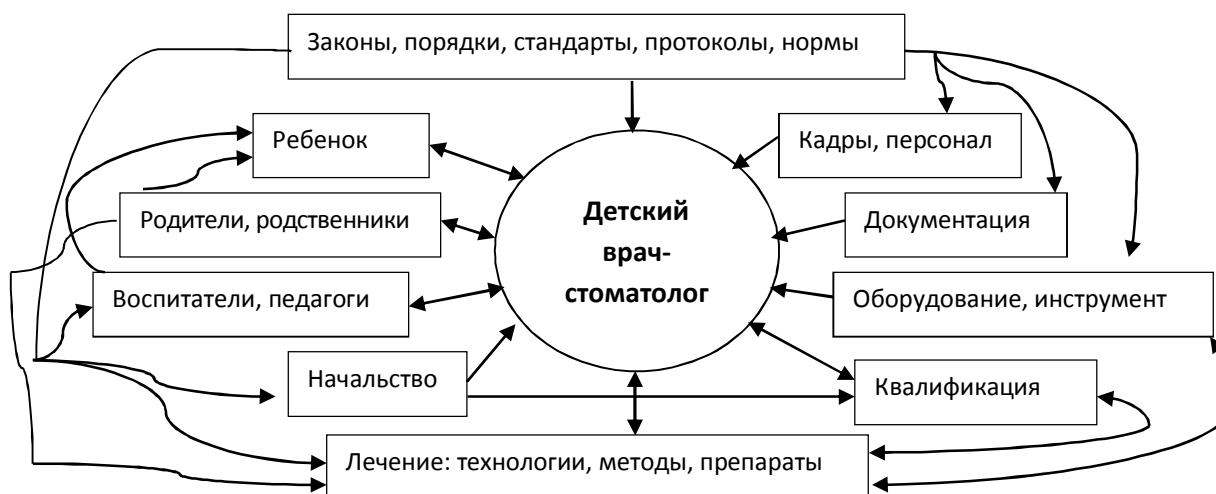 Законы, порядки, стандарты, протоколы, нормы
Ребенок
Кадры, персонал
Родители, родственники
Детский
врач-
стоматолог
Документация
Воспитатели, педагоги
Оборудование, инструмент
Начальство
Квалификация
Лечение: технологии, методы, препараты